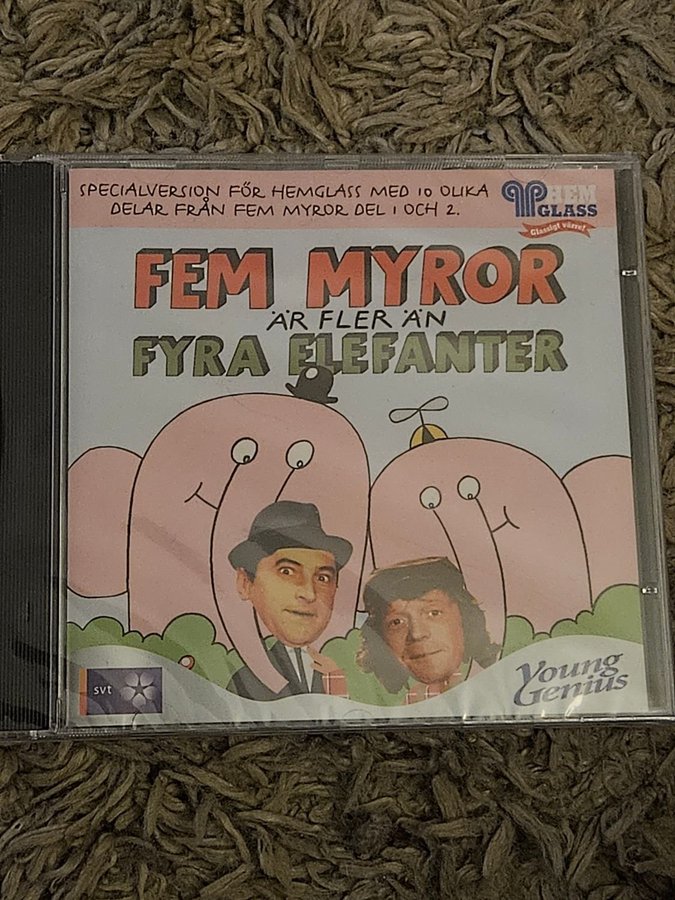 SPECIALVERSION FÖR HEMGLASS MED 10 OLIKA
DELAR FRÅN FEM MYROR DEL 1 OCH 2.
HEM
GLASS
Glassigt värre!
FEM MYROR
ÄR FLER ÄN
FYRA ELEFANTER
svt
Young
Genius